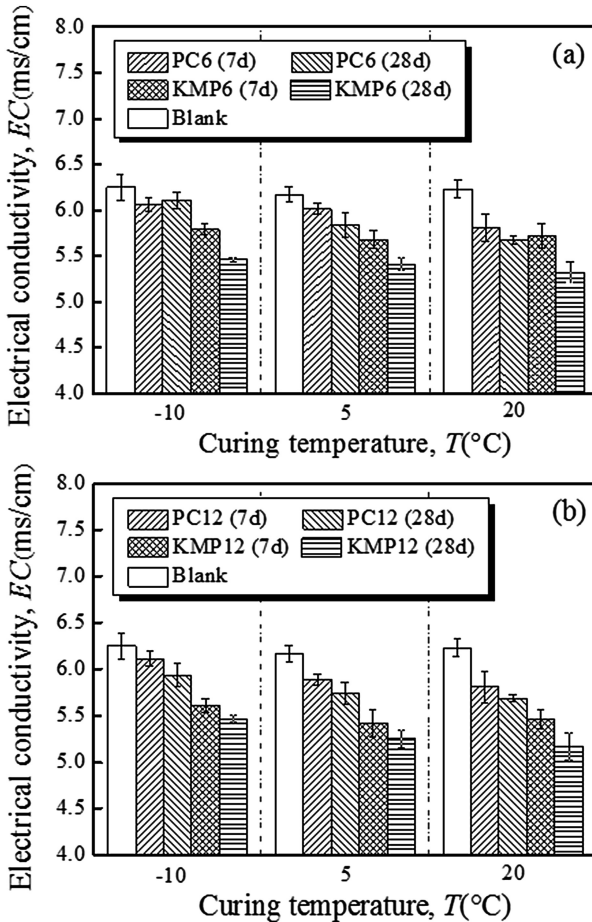 (a)
Electrical conductivity, EC(ms/cm)
8.0
7.5
7.0
6.5
6.0
5.5
5.0
4.5
4.0
PC6 (7d) PC6 (28d)
KMP6 (7d) KMP6 (28d)
Blank
-10 5 20
Curing temperature, T(°C)
(b)
Electrical conductivity, EC(ms/cm)
8.0
7.5
7.0
6.5
6.0
5.5
5.0
4.5
4.0
PC12 (7d) PC12 (28d)
KMP12 (7d) KMP12 (28d)
Blank
-10 5 20
Curing temperature, T(°C)